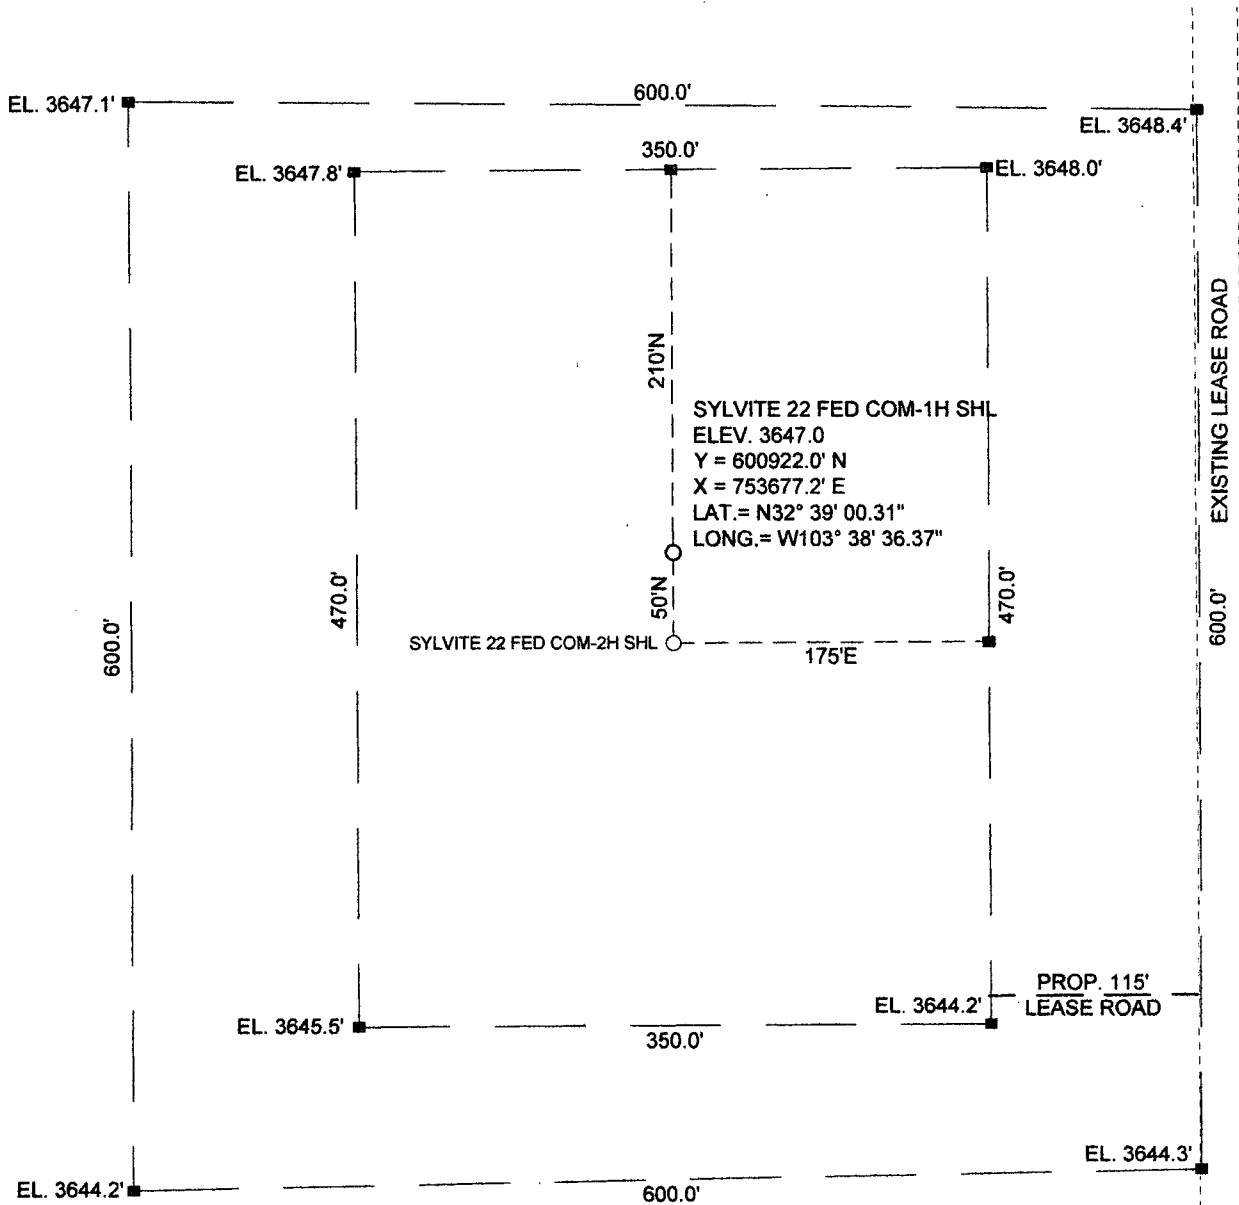 600.0'
EL. 3647.1'
EL. 3648.4'
350.0'
EL. 3647.8'
EL. 3648.0'
210'N
EXISTING LEASE ROAD
SYLVITE 22 FED COM-1H SHL
ELEV. 3647.0
Y = 600922.0' N
X = 753677.2' E
LAT.= N32° 39' 00.31"
LONG.= W103° 38' 36.37"
600.0'
470.0'
50'N
470.0'
600.0'
SYLVITE 22 FED COM-2H SHL
175'E
PROP. 115'
LEASE ROAD
EL. 3644.2'
EL. 3645.5'
350.0'
EL. 3644.3'
EL. 3644.2'
600.0'